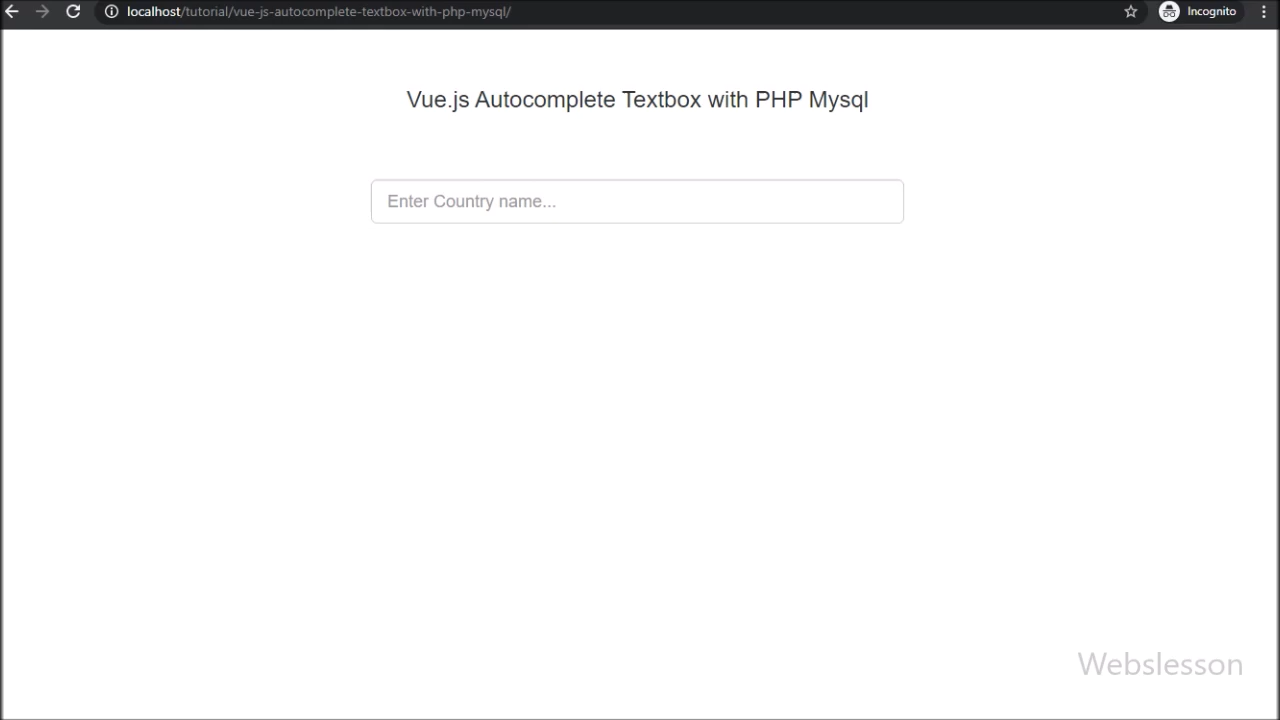 localhost/tutorial/vue-js-autocomplete-textbox-with-php-mysql/
Incognito
Vue.js Autocomplete Textbox with PHP Mysql
Enter Country name...
Webslesson